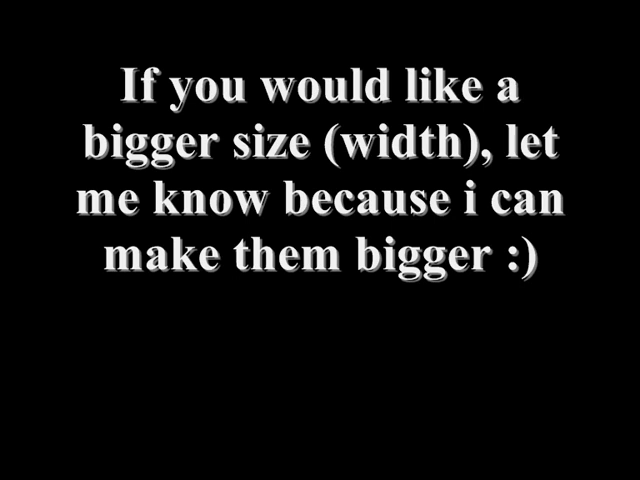 If you would like a
bigger size (width), let
me know because i can
make them bigger :)